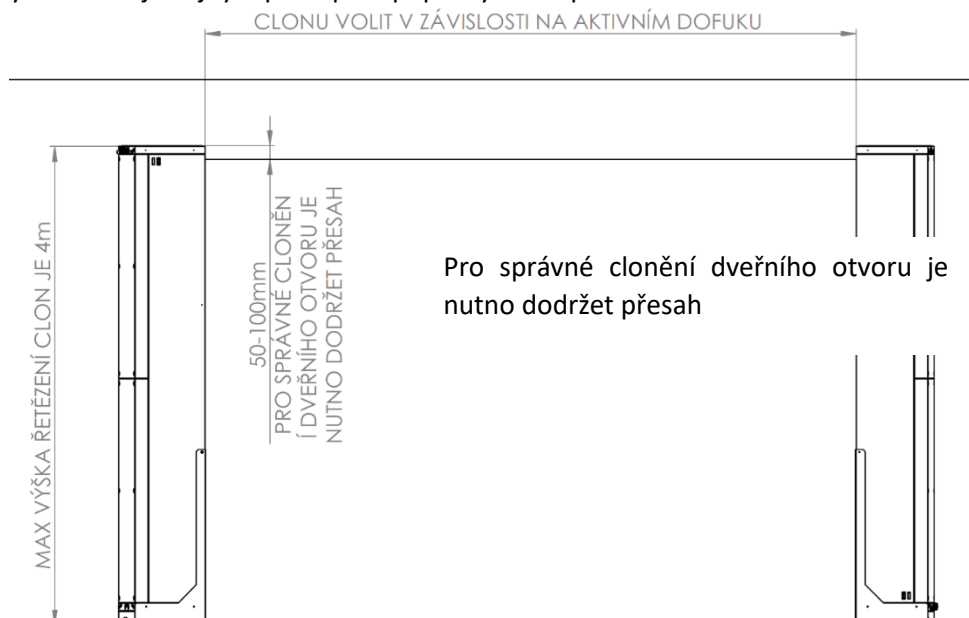 CLONU VOLIT V ZÁVISLOSTI NA AKTIVNÍM DOFUKU
MAX VÝŠKA ŘETĚZENÍ CLON JE 4m
50-100mm
PRO SPRÁVNÉ CLONĚN
Í DVEŘNÍHO OTVORU JE
NUTNO DODRŽET PŘESAH
Pro správné clonění dveřního otvoru je
nutno dodržet přesah